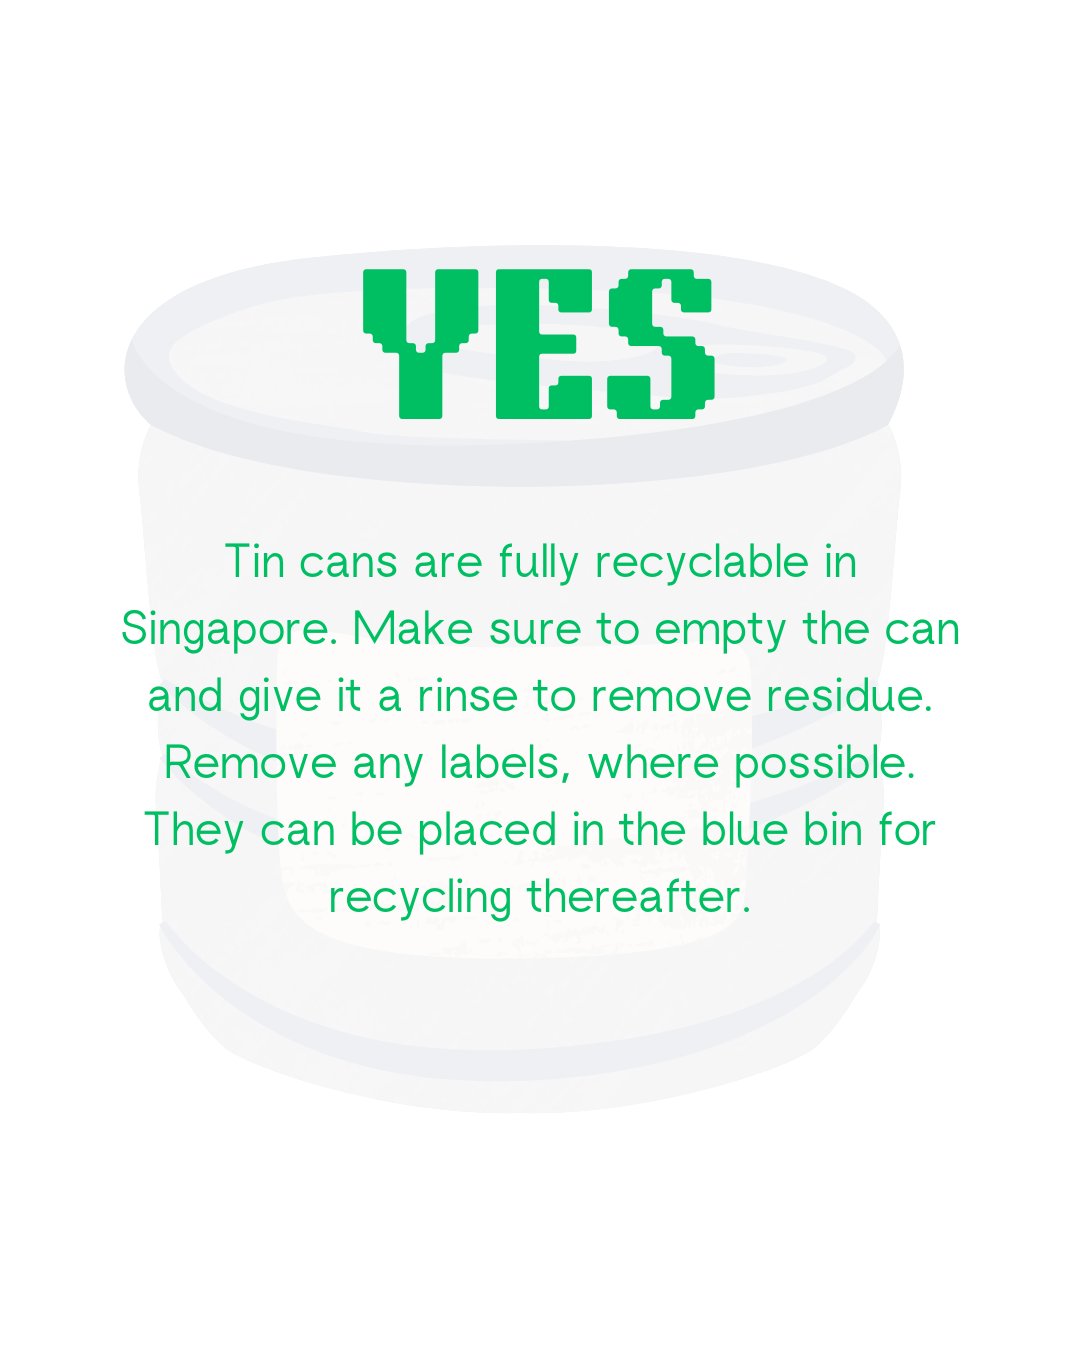 YES
Tin cans are fully recyclable in
Singapore. Make sure to empty the can
and give it a rinse to remove residue.
Remove any labels, where possible.
They can be placed in the blue bin for
recycling thereafter.